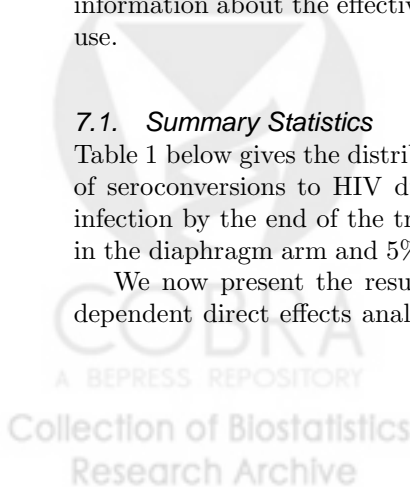 information about the effectiv
use.
7.1. Summary Statistics
Table 1 below gives the distrib
of seroconversions to HIV d
infection by the end of the tr
in the diaphragm arm and 5%
We now present the resu
dependent direct effects anal
COBRA
A BEPRESS REPOSITORY
Collection of Biostatistics
Research Archive